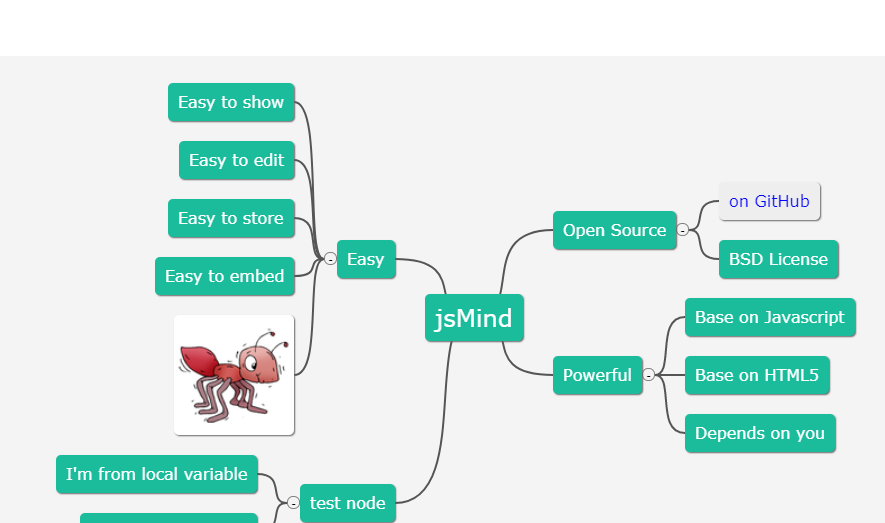 Easy to show
Easy to edit
Easy to store
Easy to embed
Easy
-
jsMind
Open Source
-
on GitHub
BSD License
Powerful
-
Base on Javascript
Base on HTML5
Depends on you
I'm from local variable
-
test node